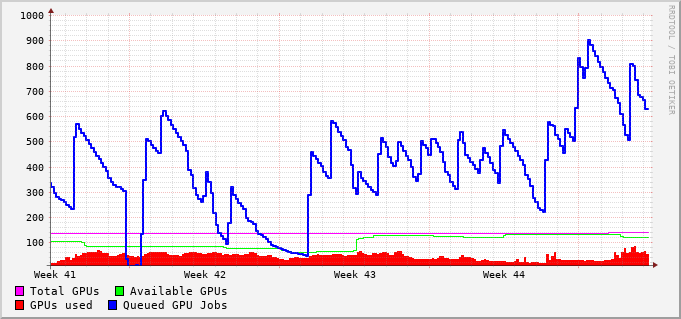 1000
900
800
700
600
500
400
300
200
100
Week 41 Week 42 Week 43 Week 44
Total GPUs Available GPUs
GPUs used Queued GPU Jobs
RRDTOOL / TOBI OETIKER